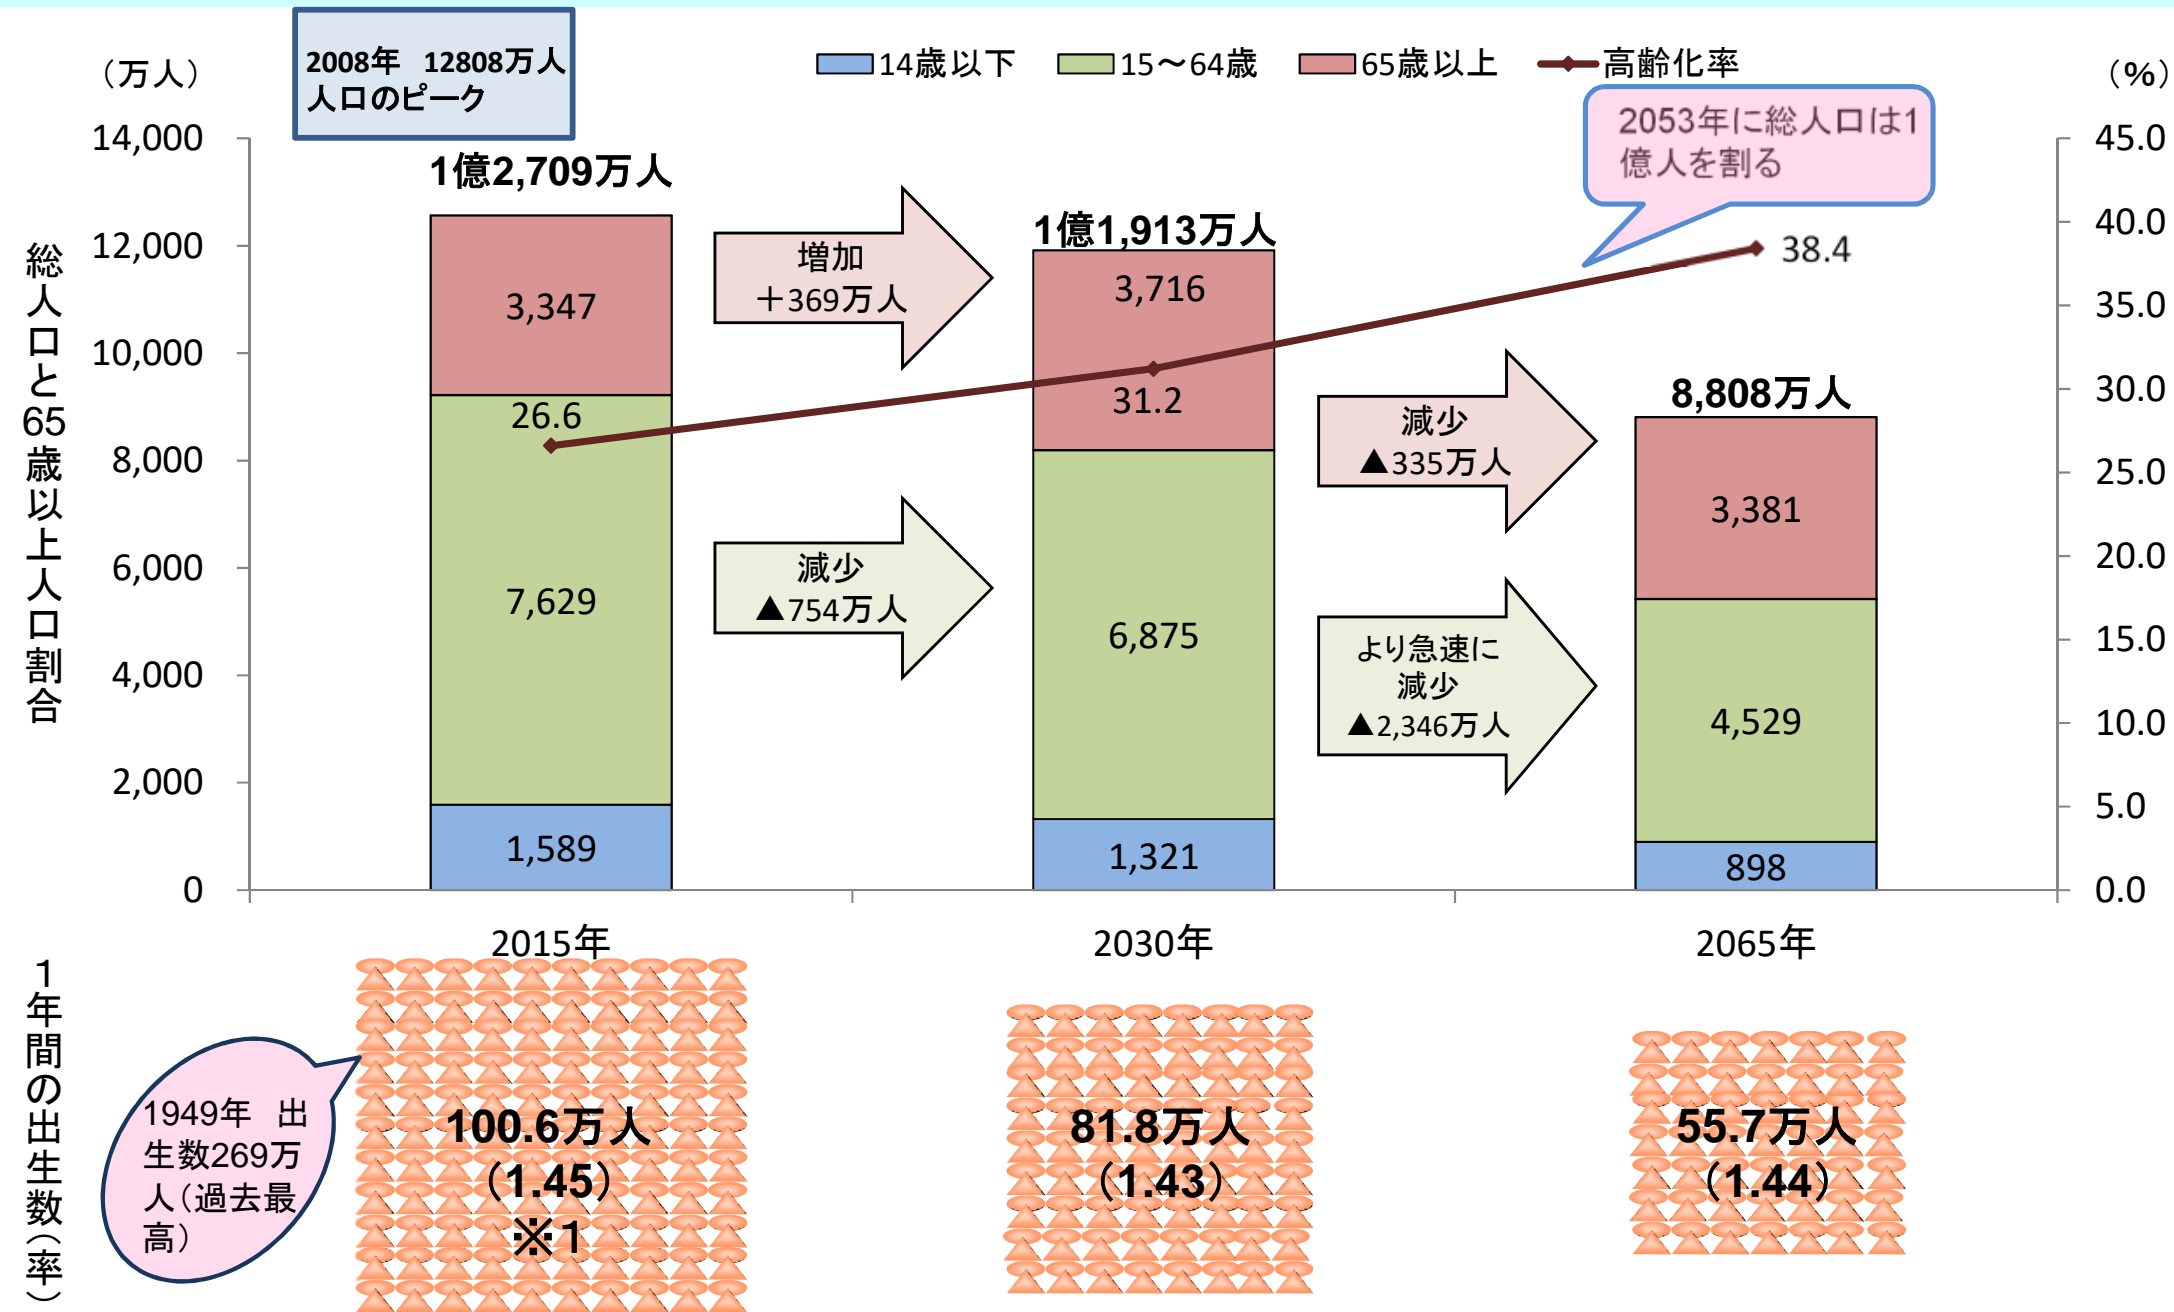 2008年　12808万人
人口のピーク
14歳以下
15～64歳
65歳以上
高齢化率
（万人）
（%）
2053年に総人口は1
億人を割る
総人口と65歳以上人口割合
14,000
12,000
10,000
8,000
6,000
4,000
2,000
0
45.0
40.0
35.0
30.0
25.0
20.0
15.0
10.0
5.0
0.0
1億2,709万人
3,347
26.6
7,629
1,589
増加
＋369万人
減少
▲754万人
1億1,913万人
3,716
31.2
6,875
1,321
減少
▲335万人
より急速に
減少
▲2,346万人
38.4
8,808万人
3,381
4,529
898
2015年
2030年
2065年
１年間の出生数（率）
1949年　出
生数269万
人（過去最
高）
100.6万人
（1.45）
※1
81.8万人
（1.43）
55.7万人
（1.44）